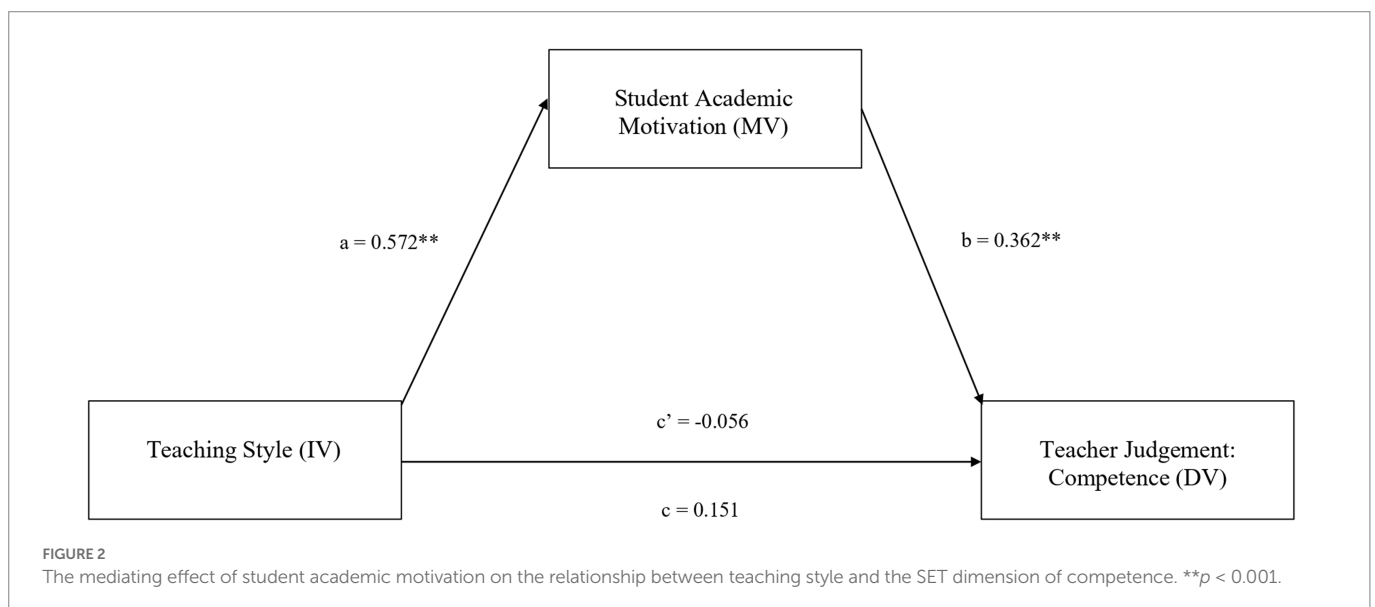 Student Academic
Motivation (MV)
a = 0.572**
b = 0.362**
Teaching Style (IV)
c’ = -0.056
c = 0.151
Teacher Judgement:
Competence (DV)
FIGURE 2
The mediating effect of student academic motivation on the relationship between teaching style and the SET dimension of competence. **p < 0.001.